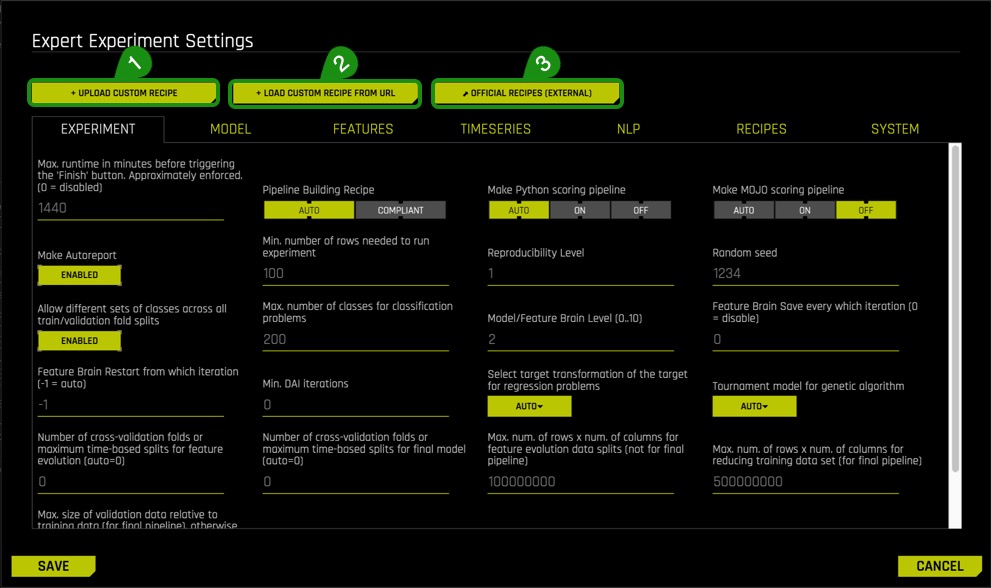 Expert Experiment Settings
1
2
3
+ UPLOAD CUSTOM RECIPE
+ LOAD CUSTOM RECIPE FROM URL
OFFICIAL RECIPES (EXTERNAL)
EXPERIMENT
MODEL
FEATURES
TIMESERIES
NLP
RECIPES
SYSTEM
Max. runtime in minutes before triggering
the 'Finish' button. Approximately enforced.
(0 = disabled)
1440
Pipeline Building Recipe
AUTO COMPLIANT
Make Python scoring pipeline
AUTO ON OFF
Make MOJO scoring pipeline
AUTO ON OFF
Make Autoreport
ENABLED
Min. number of rows needed to run
experiment
100
Reproducibility Level
1
Random seed
1234
Allow different sets of classes across all
train/validation fold splits
ENABLED
Max. number of classes for classification
problems
200
Model/Feature Brain Level (0..10)
2
Feature Brain Save every which iteration (0
= disable)
0
Feature Brain Restart from which iteration
(-1 = auto)
-1
Min. DAI iterations
0
Select target transformation of the target
for regression problems
AUTO
Tournament model for genetic algorithm
AUTO
Number of cross-validation folds or
maximum time-based splits for feature
evolution (auto=0)
0
Number of cross-validation folds or
maximum time-based splits for final model
(auto=0)
0
Max. num. of rows x num. of columns for
feature evolution data splits (not for final
pipeline)
100000000
Max. num. of rows x num. of columns for
reducing training data set (for final pipeline)
500000000
Max. size of validation data relative to
training data (for final pipeline), otherwise
SAVE
CANCEL